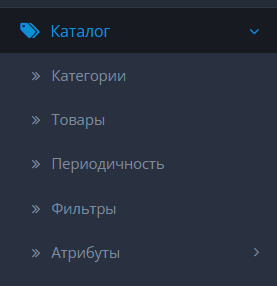 Каталог
Категории
Товары
Периодичность
Фильтры
Атрибуты